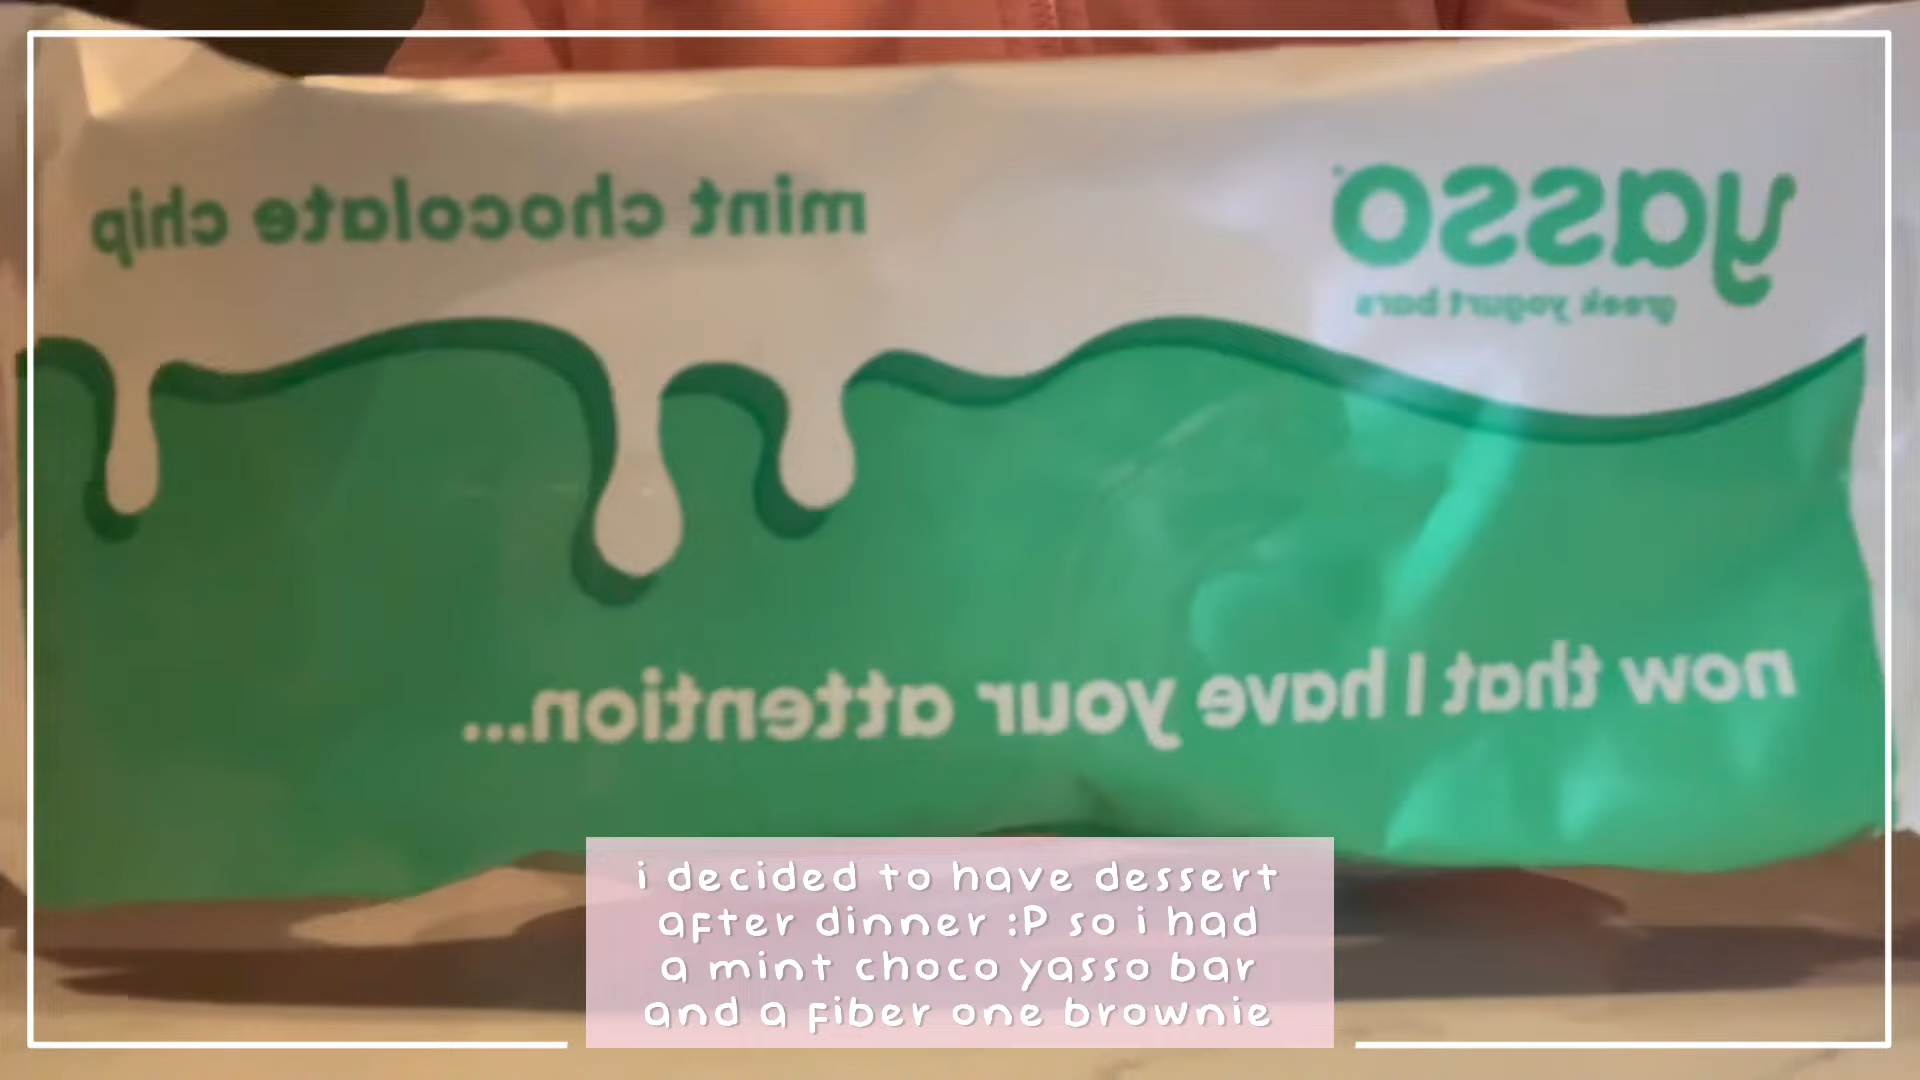 mint chocolate chip
yasso
greek yogurt bars
now that I have your attention...
i decided to have dessert
after dinner :P so i had
a mint choco yasso bar
and a fiber one brownie